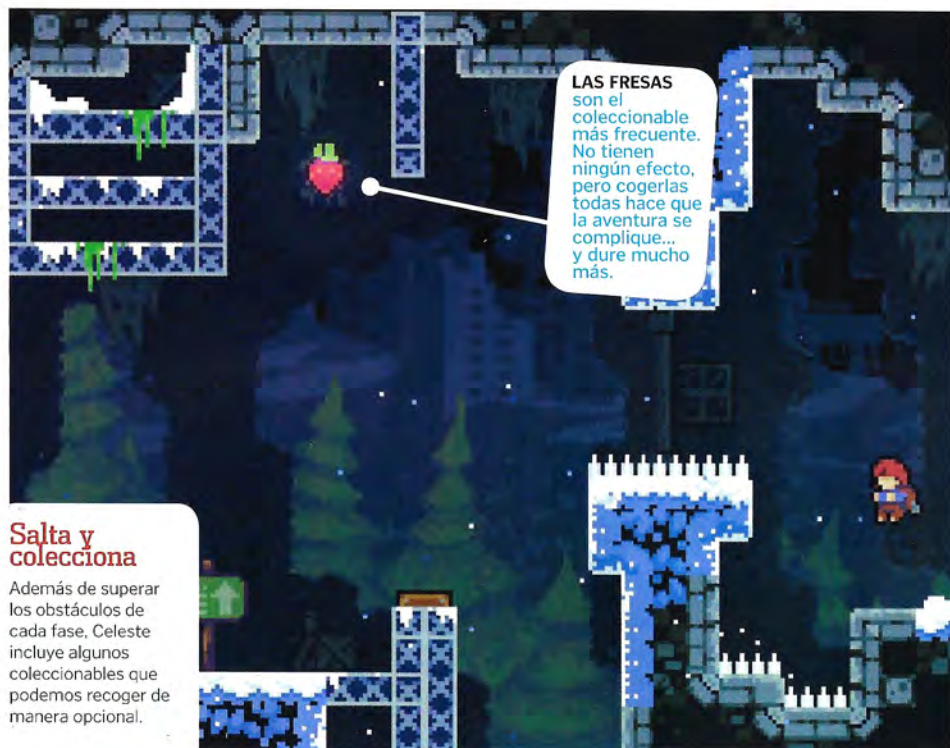 LAS FRESAS
son el
coleccionable
más frecuente.
No tienen
ningún efecto,
pero cogerlas
todas hace que
la aventura se
complique...
y dure mucho
más.
Salta y
colecciona
Además de superar
los obstáculos de
cada fase, Celeste
incluye algunos
coleccionables que
podemos recoger de
manera opcional.